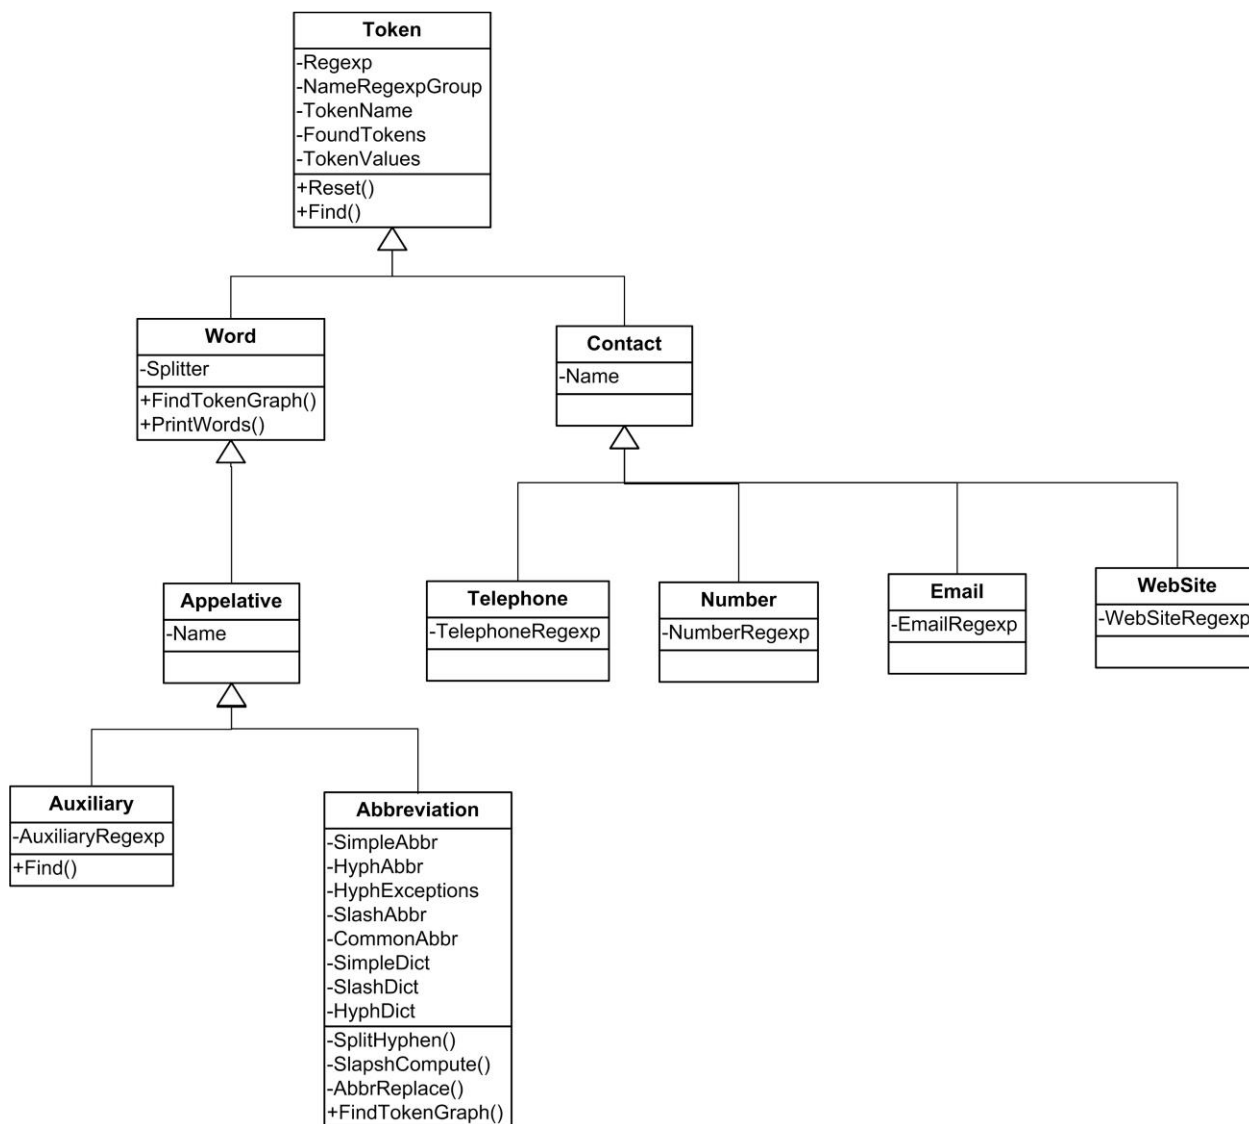 Token
-Regexp
-NameRegexpGroup
-TokenName
-FoundTokens
-TokenValues
+Reset()
+Find()
Word
-Splitter
+FindTokenGraph()
+PrintWords()
Contact
-Name
Appelative
-Name
Telephone
-TelephoneRegexp
Number
-NumberRegexp
Email
-EmailRegexp
WebSite
-WebSiteRegexp
Auxiliary
-AuxiliaryRegexp
+Find()
Abbreviation
-SimpleAbbr
-HyphAbbr
-HyphExceptions
-SlashAbbr
-CommonAbbr
-SimpleDict
-SlashDict
-HyphDict
-SplitHyphen()
-SlapshCompute()
-AbbrReplace()
+FindTokenGraph()